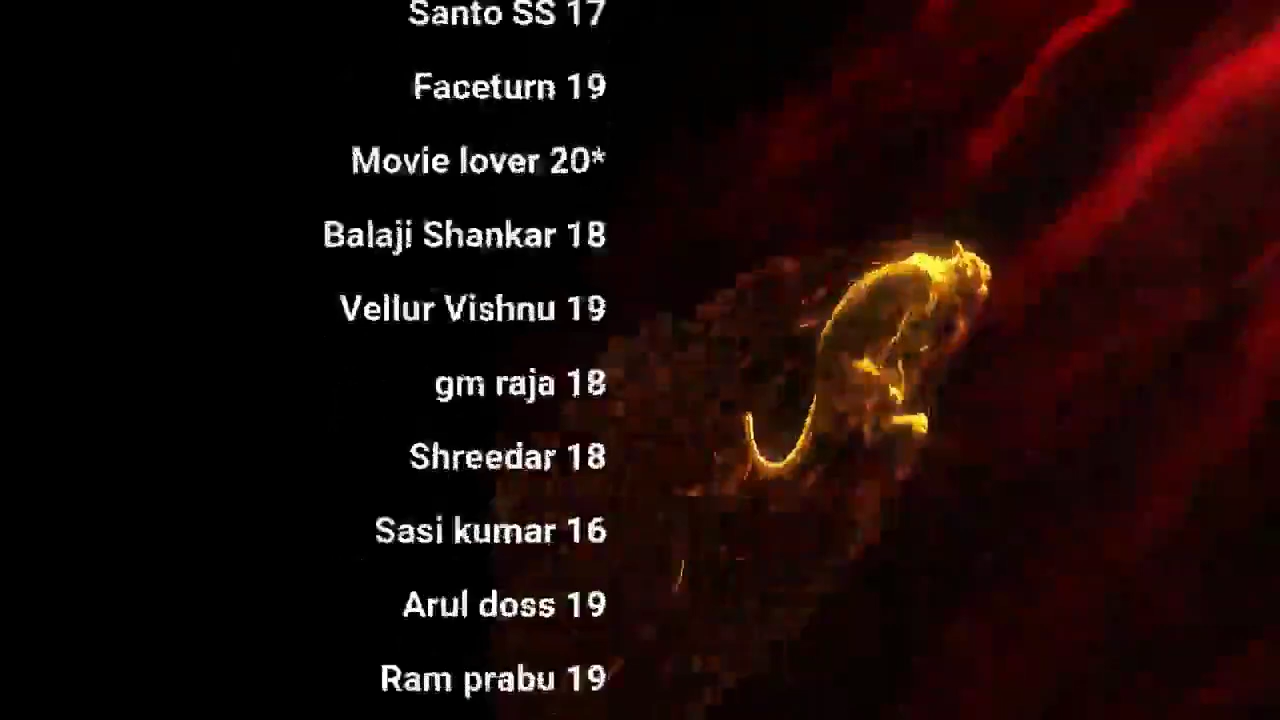 Santo SS 17
Faceturn 19
Movie lover 20*
Balaji Shankar 18
Vellur Vishnu 19
gm raja 18
Shreedar 18
Sasi kumar 16
Arul doss 19
Ram prabu 19